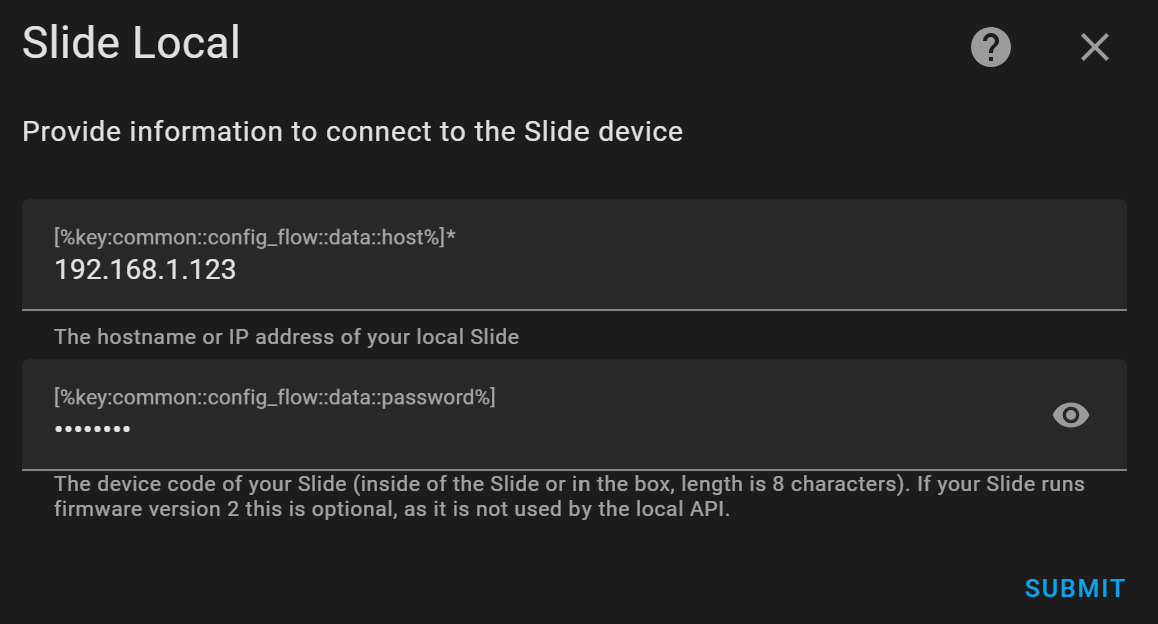 Slide Local
Provide information to connect to the Slide device
[%key:common::config_flow::data::host%]*
192.168.1.123
The hostname or IP address of your local Slide
[%key:common::config_flow::data::password%]
••••••••
The device code of your Slide (inside of the Slide or in the box, length is 8 characters). If your Slide runs
firmware version 2 this is optional, as it is not used by the local API.
SUBMIT